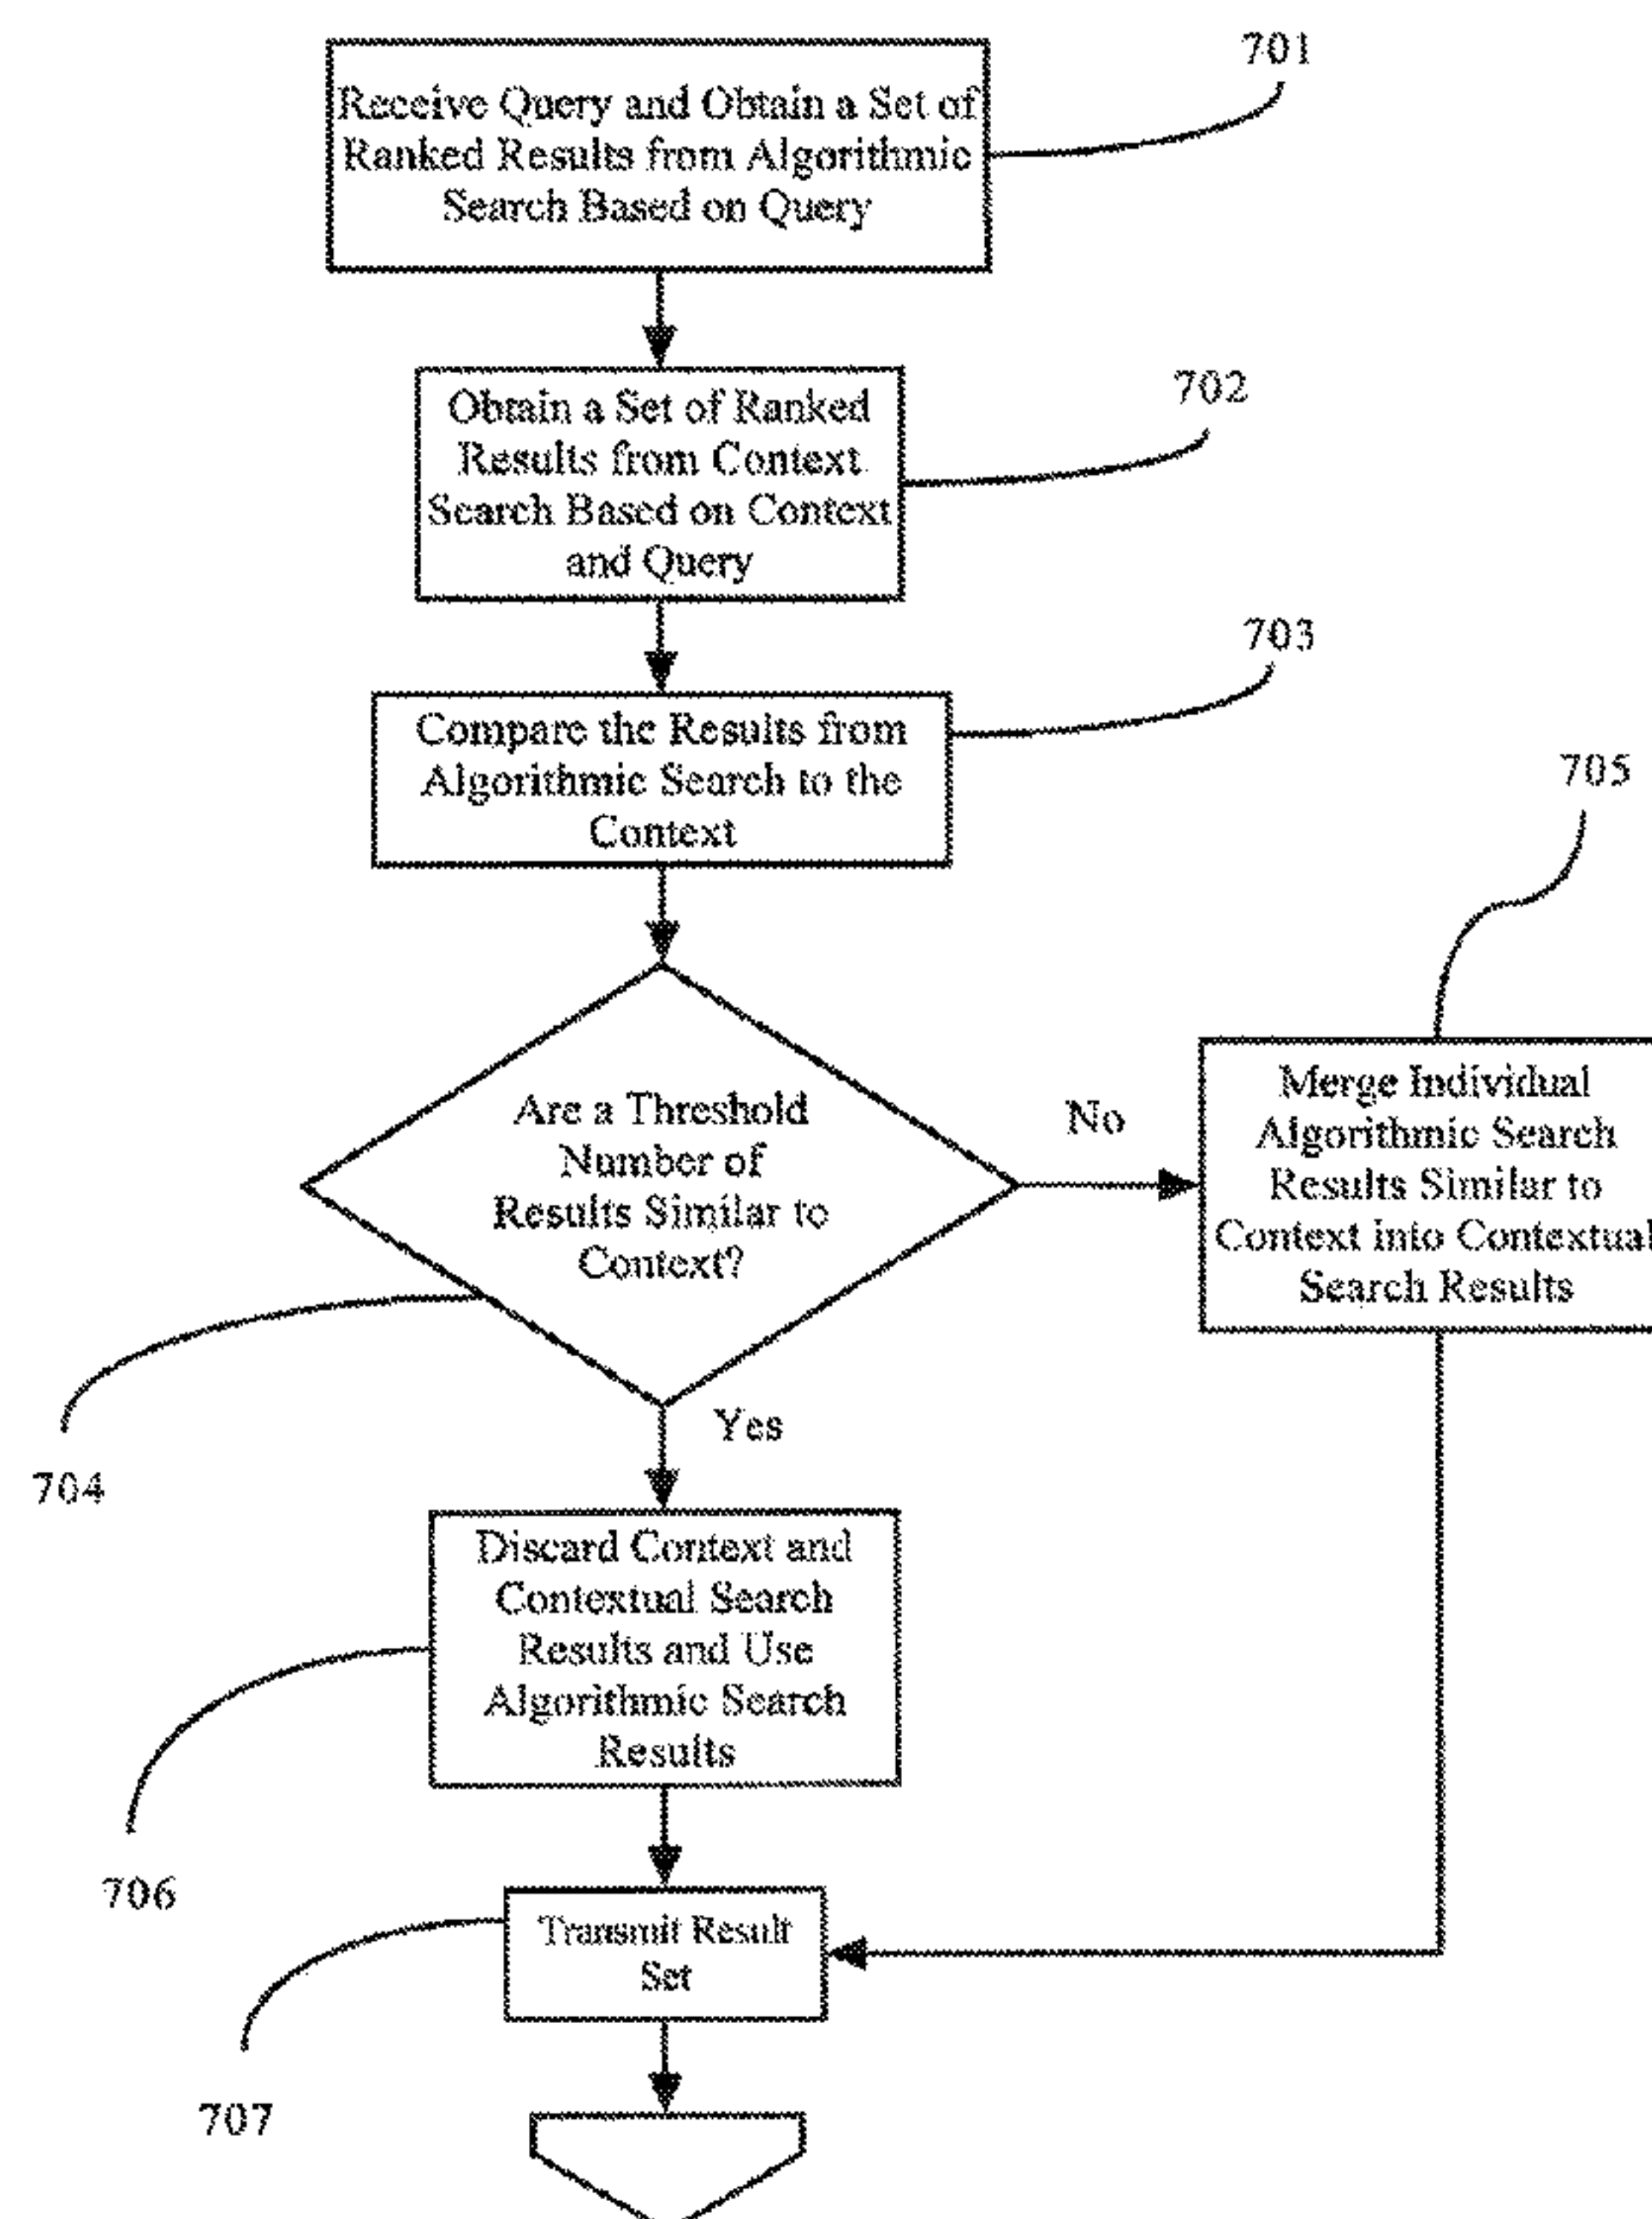 701
Receive Query and Obtain a Set of
Ranked Results from Algorithmic
Search Based on Query
702
Obtain a Set of Ranked
Results from Context
Search Based on Context
and Query
703
Compare the Results from
Algorithmic Search to the
Context
705
Are a Threshold
Number of
Results Similar to
Context?
No
Merge Individual
Algorithmic Search
Results Similar to
Context into Contextual
Search Results
Yes
704
Discard Context and
Contextual Search
Results and Use
Algorithmic Search
Results
706
Transmit Result
Set
707